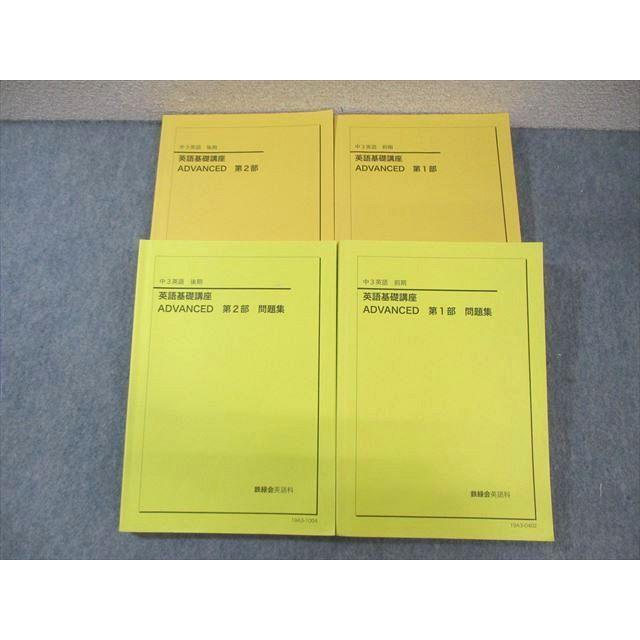 中3英語 後期
英語基礎講座
ADVANCED 第2部
中3英語 前期
英語基礎講座
ADVANCED 第1部
中3英語 後期
英語基礎講座
ADVANCED 第2部 問題集
鉄緑会英語科
19A3-1004
中3英語 前期
英語基礎講座
ADVANCED 第1部 問題集
鉄緑会英語科
19A3-0402